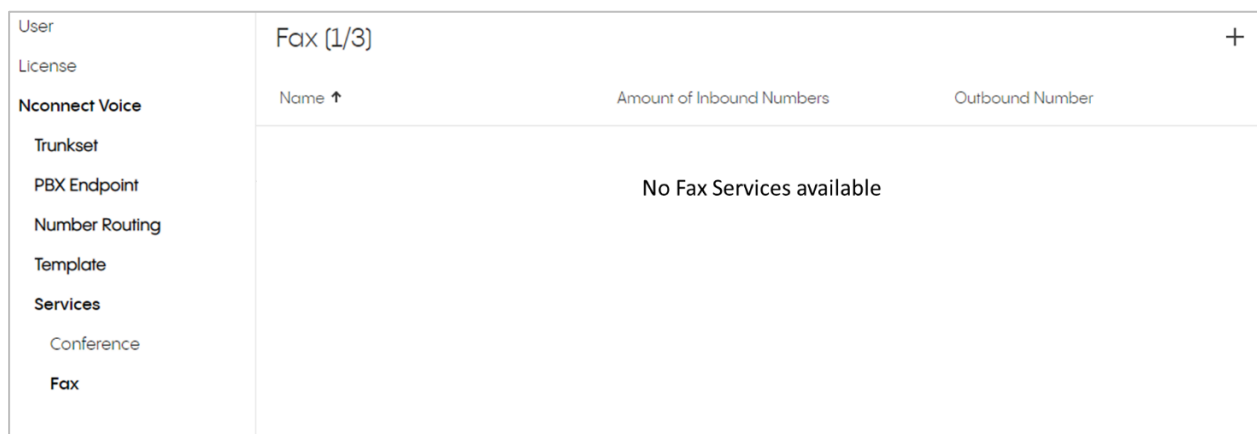 User
License
Nconnect Voice
Trunkset
PBX Endpoint
Number Routing
Template
Services
Conference
Fax
Fax (1/3) +
Name ↑ Amount of Inbound Numbers Outbound Number
No Fax Services available